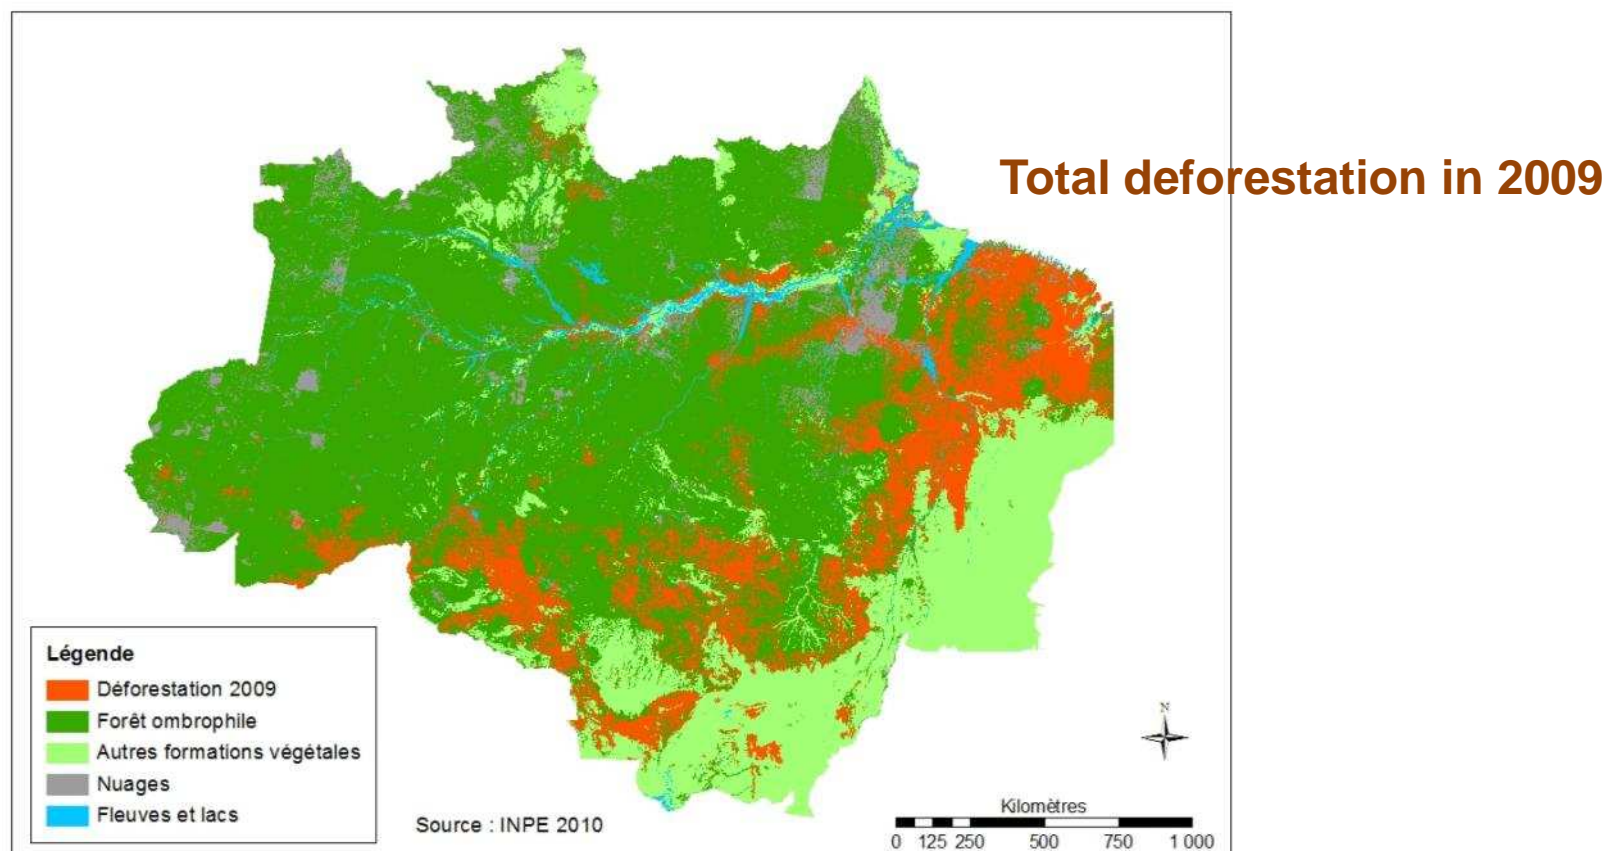 Total deforestation in 2009
N
Légende
Déforestation 2009
Forêt ombrophile
Autres formations végétales
Nuages
Fleuves et lacs
Source : INPE 2010
Kilomètres
0 125 250 500 750 1 000